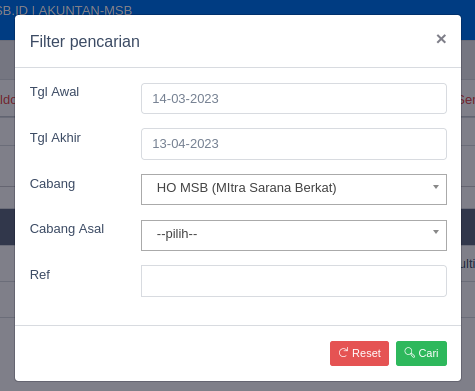 SB.ID | AKUNTAN-MSB
Filter pencarian ×
Tgl Awal 14-03-2023
Tgl Akhir 13-04-2023
Cabang HO MSB (MItra Sarana Berkat)
Cabang Asal --pilih--
Ref
Reset Cari